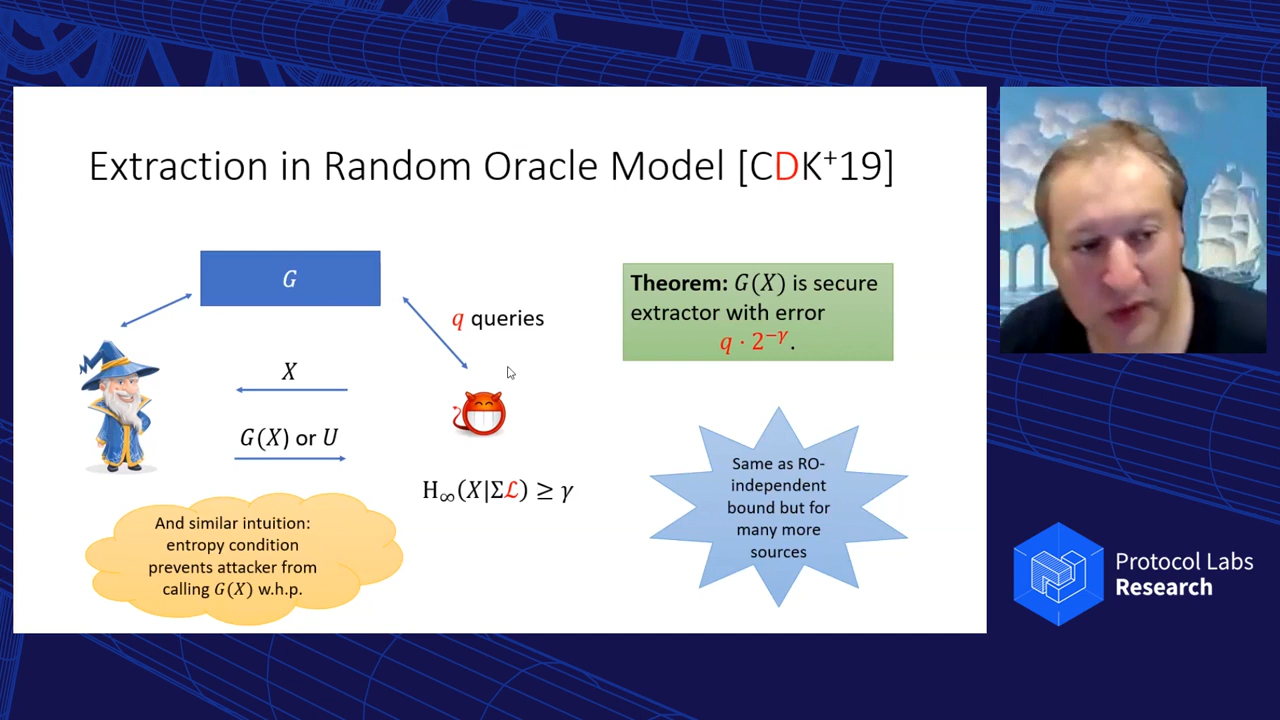 Extraction in Random Oracle Model [CDK⁺19]
G
q queries
X
G(X) or U
H∞(X|Σℒ) ≥ γ
And similar intuition:
entropy condition
prevents attacker from
calling G(X) w.h.p.
Theorem: G(X) is secure
extractor with error
q · 2⁻ᵞ.
Same as RO-
independent
bound but for
many more
sources
Protocol Labs
Research